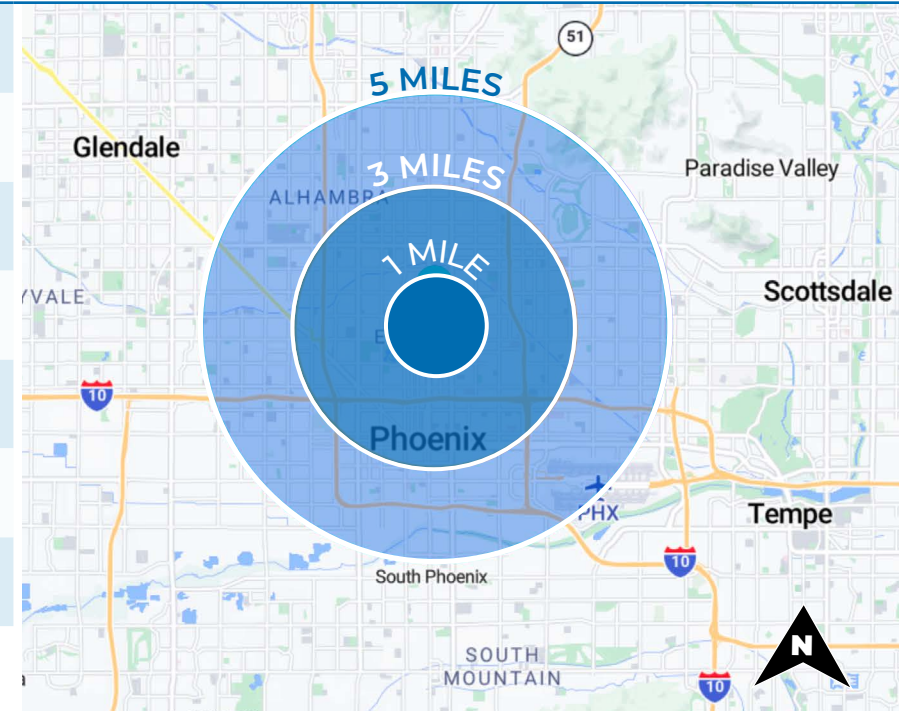 51
5 MILES
Glendale
3 MILES
Paradise Valley
ALHAMBRA
1 MILE
YVALE
Scottsdale
E
10
Phoenix
PHX
Tempe
10
South Phoenix
SOUTH
MOUNTAIN
N
10
a